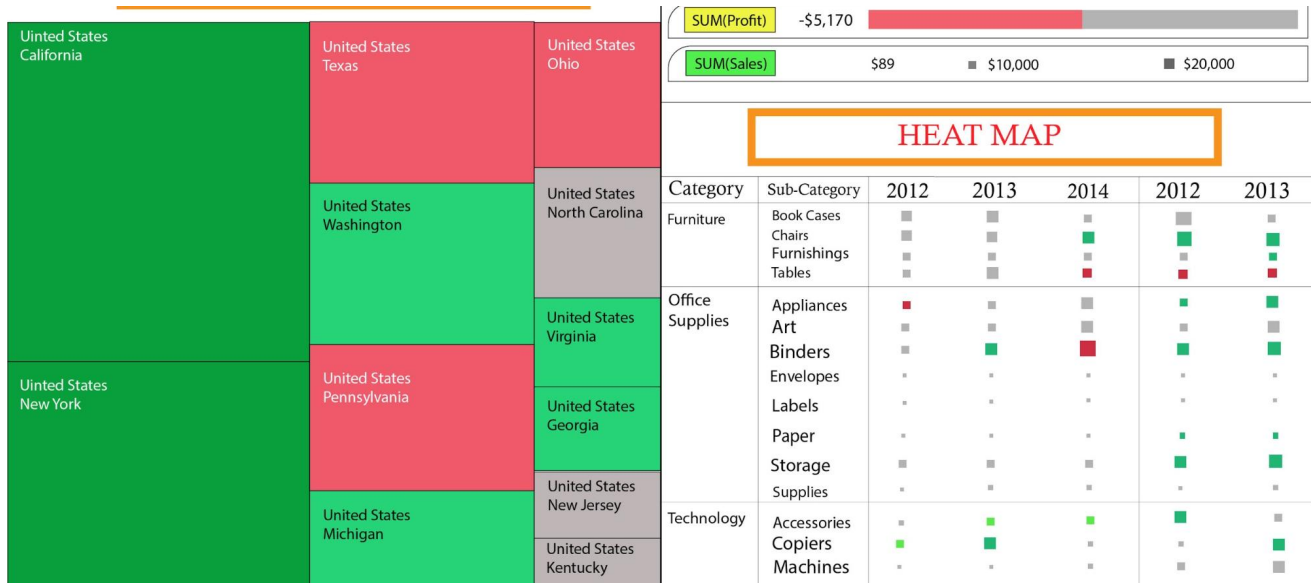 Uinted States
California
Uinted States
New York
United States
Texas
United States
Washington
United States
Pennsylvania
United States
Michigan
United States
Ohio
United States
North Carolina
United States
Virginia
United States
Georgia
United States
New Jersey
United States
Kentucky
SUM(Profit) -$5,170
SUM(Sales) $89 $10,000 $20,000
HEAT MAP
Category Sub-Category 2012 2013 2014 2012 2013
Furniture Book Cases
Chairs
Furnishings
Tables
Office
Supplies
Appliances
Art
Binders
Envelopes
Labels
Paper
Storage
Supplies
Technology Accessories
Copiers
Machines